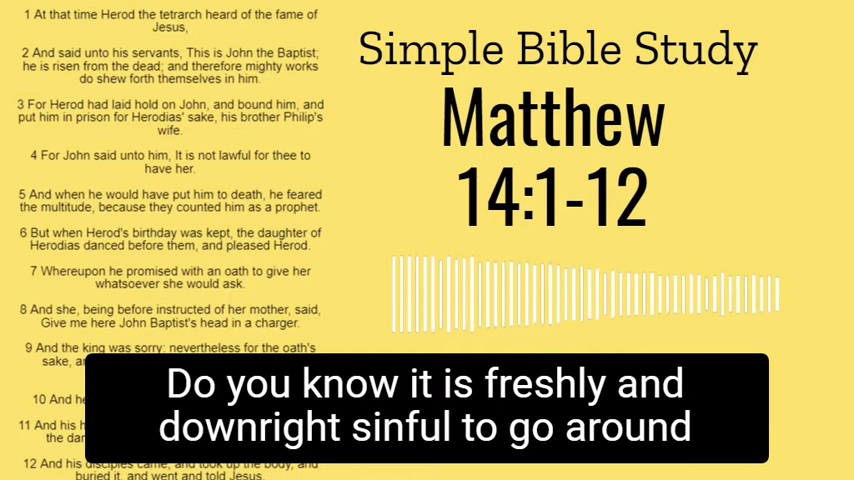 1 At that time Herod the tetrarch heard of the fame of
Jesus,
2 And said unto his servants, This is John the Baptist;
he is risen from the dead; and therefore mighty works
do shew forth themselves in him.
3 For Herod had laid hold on John, and bound him, and
put him in prison for Herodias' sake, his brother Philip's
wife.
4 For John said unto him, It is not lawful for thee to
have her.
5 And when he would have put him to death, he feared
the multitude, because they counted him as a prophet.
6 But when Herod's birthday was kept, the daughter of
Herodias danced before them, and pleased Herod.
7 Whereupon he promised with an oath to give her
whatsoever she would ask.
8 And she, being before instructed of her mother, said,
Give me here John Baptist's head in a charger.
9 And the king was sorry: nevertheless for the oath's
sake,
10 And
11 And his
the
12 And his disciples came, and took up the body, and
buried it, and went and told Jesus.
Simple Bible Study
Matthew
14:1-12
Do you know it is freshly and
downright sinful to go around